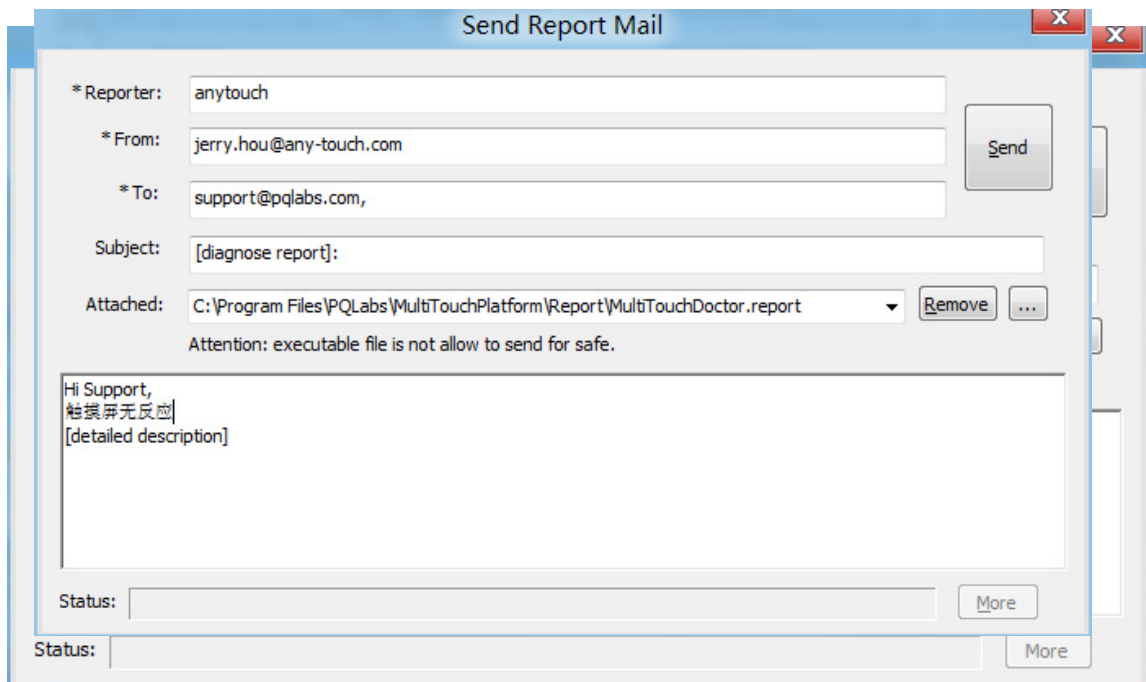 Send Report Mail
X
X
* Reporter: anytouch
* From: jerry.hou@any-touch.com
Send
* To: support@pqlabs.com,
Subject: [diagnose report]:
Attached: C:\Program Files\PQLabs\MultiTouchPlatform\Report\MultiTouchDoctor.report Remove ...
Attention: executable file is not allow to send for safe.
Hi Support,
触摸屏无反应
[detailed description]
Status: More
Status: More